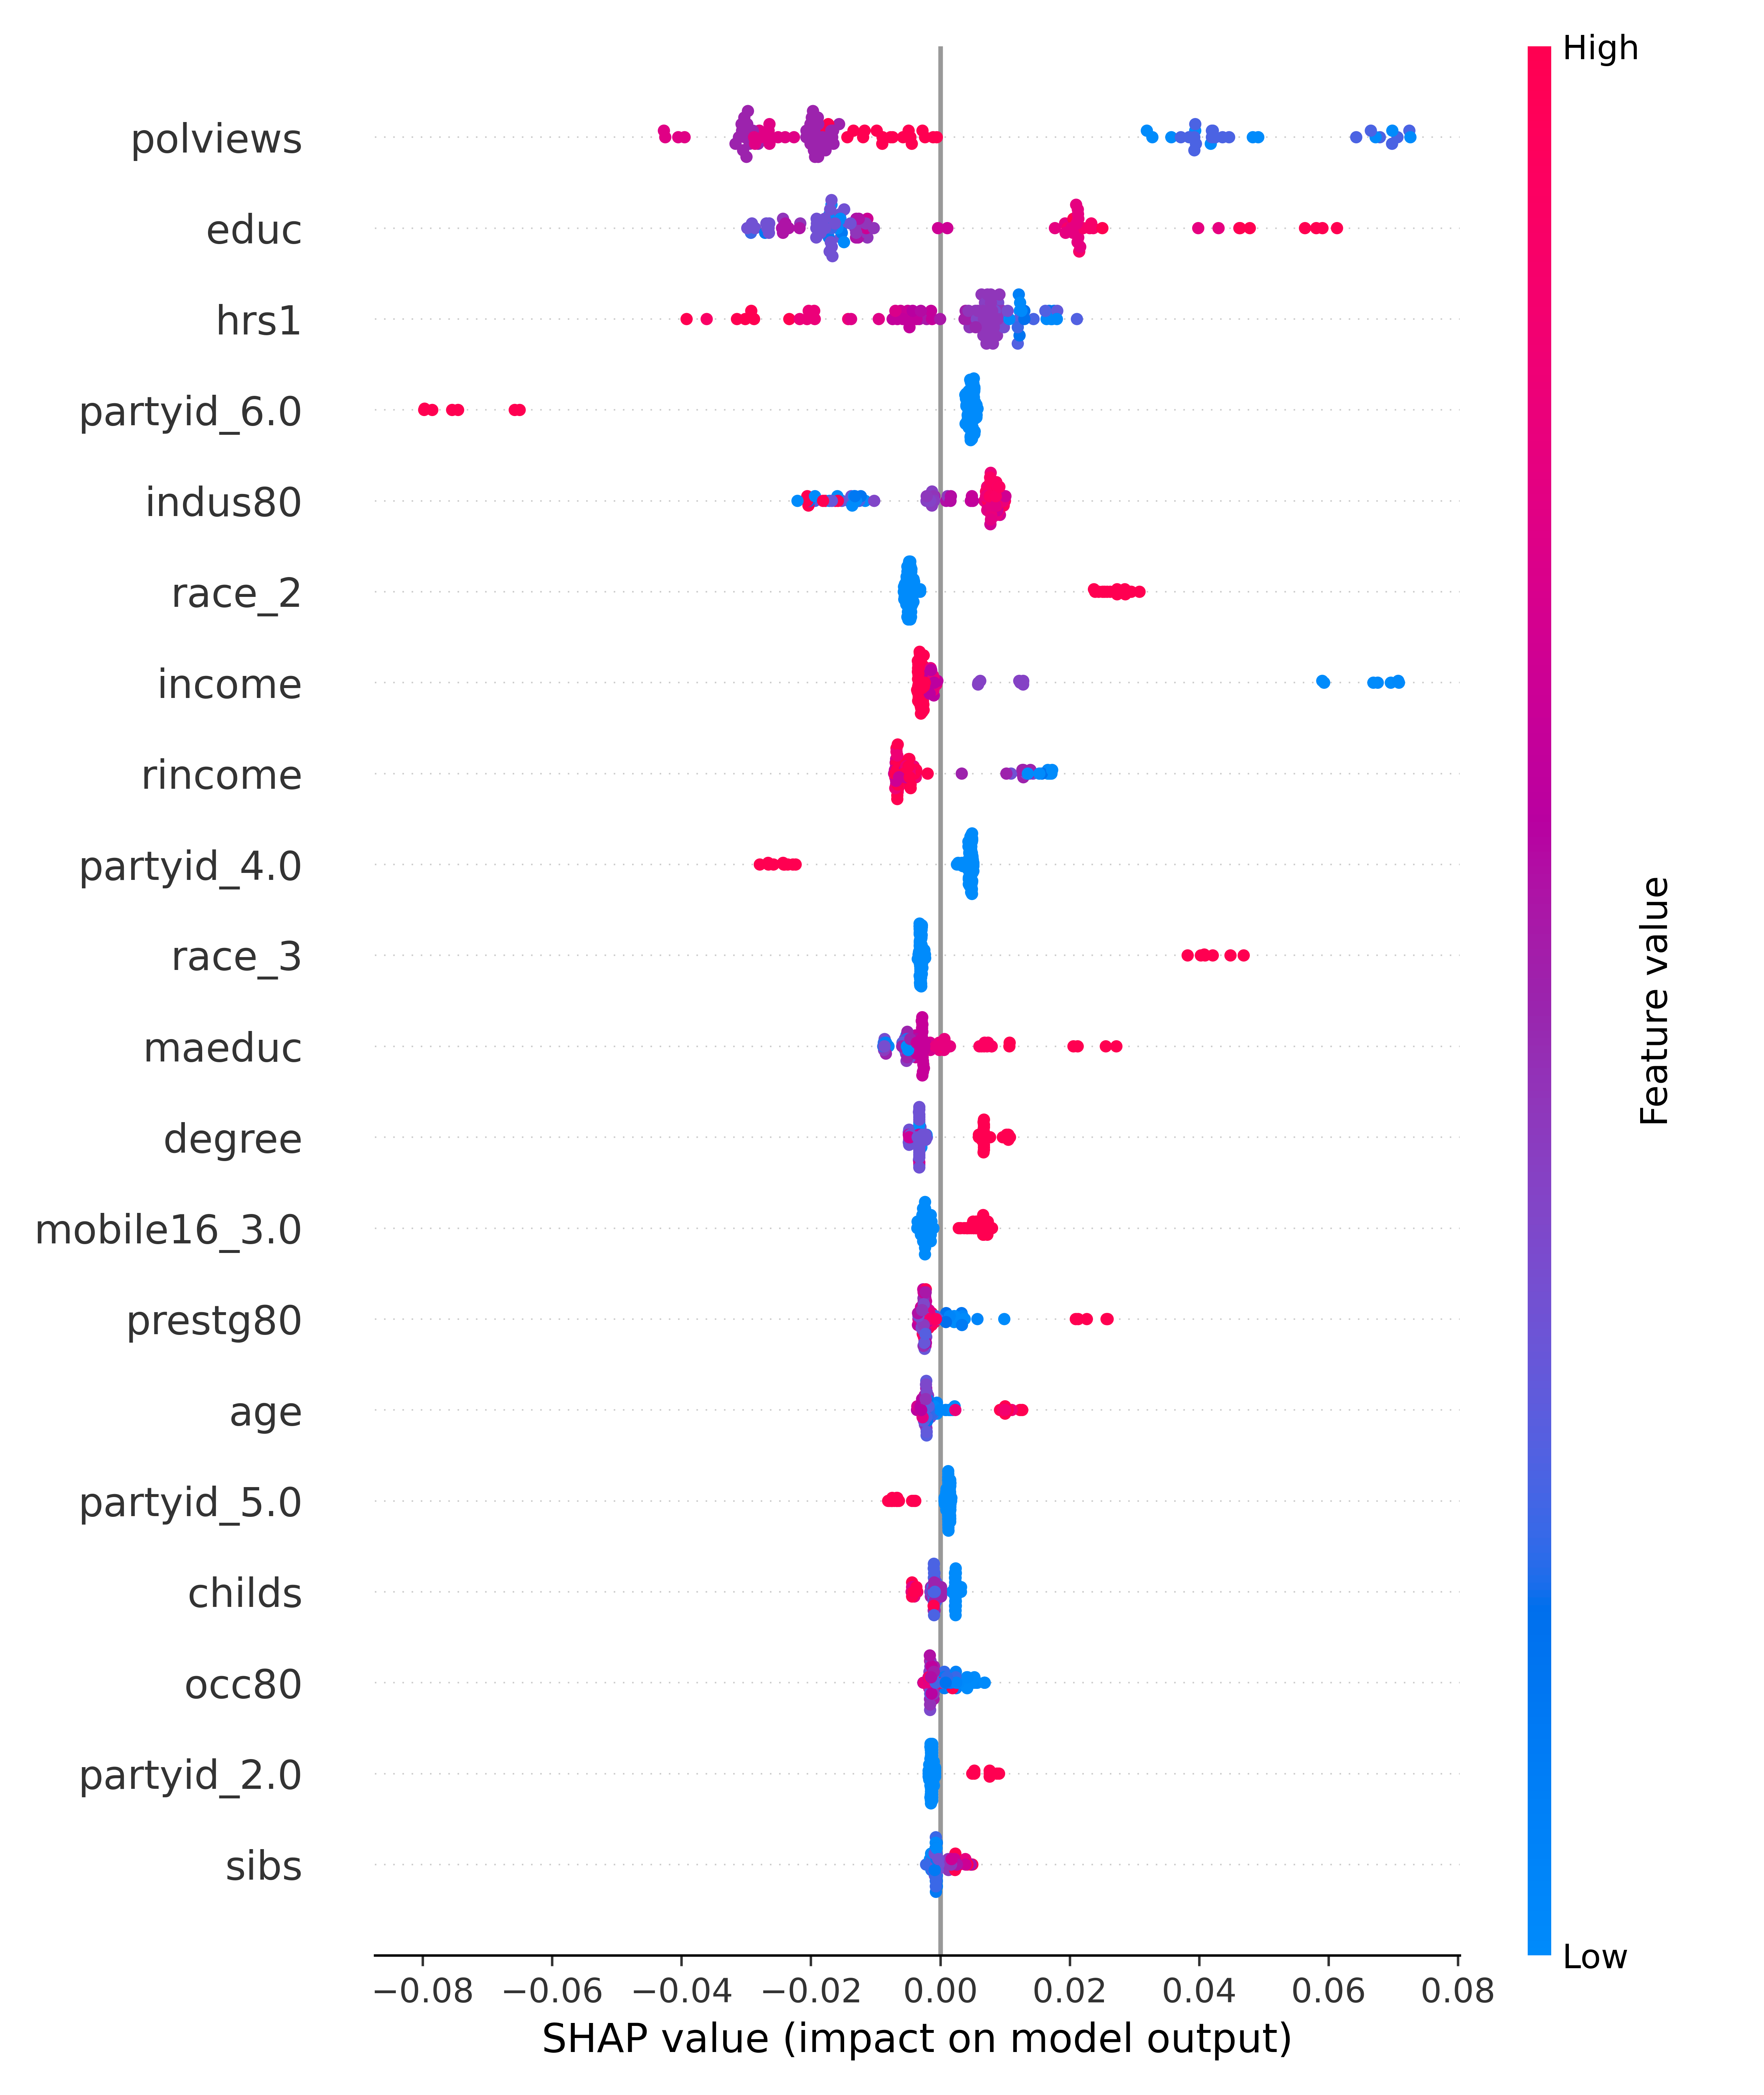 High
polviews
educ
hrs1
partyid_6.0
indus80
race_2
income
rincome
partyid_4.0
race_3
maeduc
degree
mobile16_3.0
prestg80
age
partyid_5.0
childs
occ80
partyid_2.0
sibs
Feature value
Low
−0.08 −0.06 −0.04 −0.02 0.00 0.02 0.04 0.06 0.08
SHAP value (impact on model output)